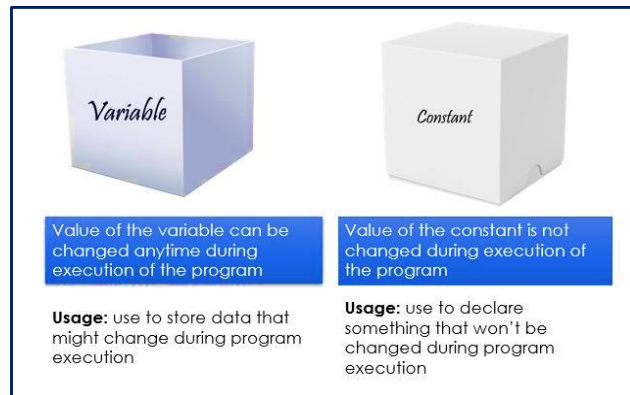 Variable
Constant
Value of the variable can be
changed anytime during
execution of the program
Value of the constant is not
changed during execution of
the program
Usage: use to store data that
might change during program
execution
Usage: use to declare
something that won't be
changed during program
execution